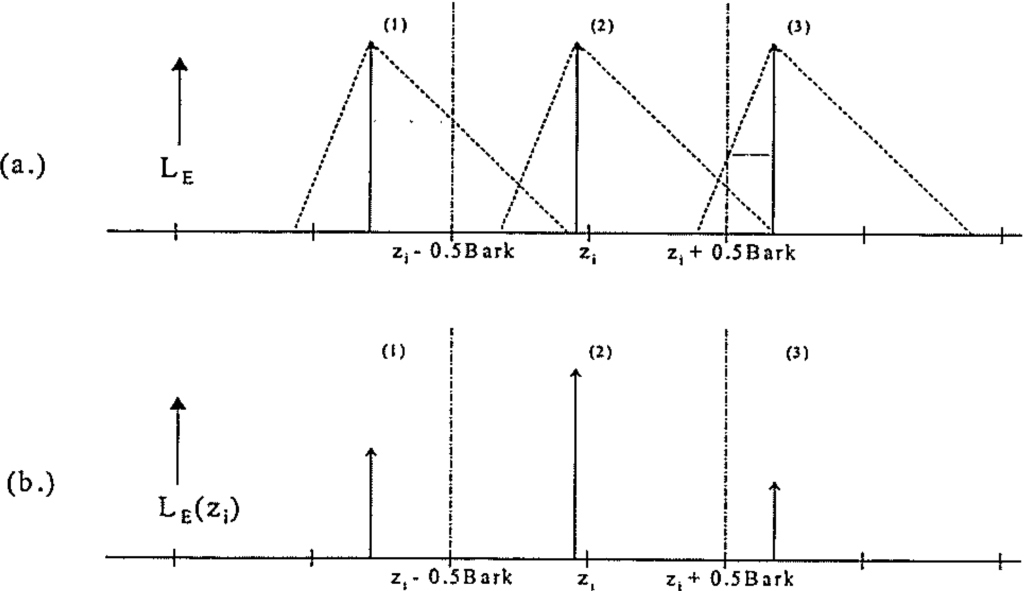 (1) (2) (3)
(a.)
L_E
z_i - 0.5Bark z_i z_i + 0.5Bark
(1) (2) (3)
(b.)
L_E(z_i)
z_i - 0.5Bark z_i z_i + 0.5Bark